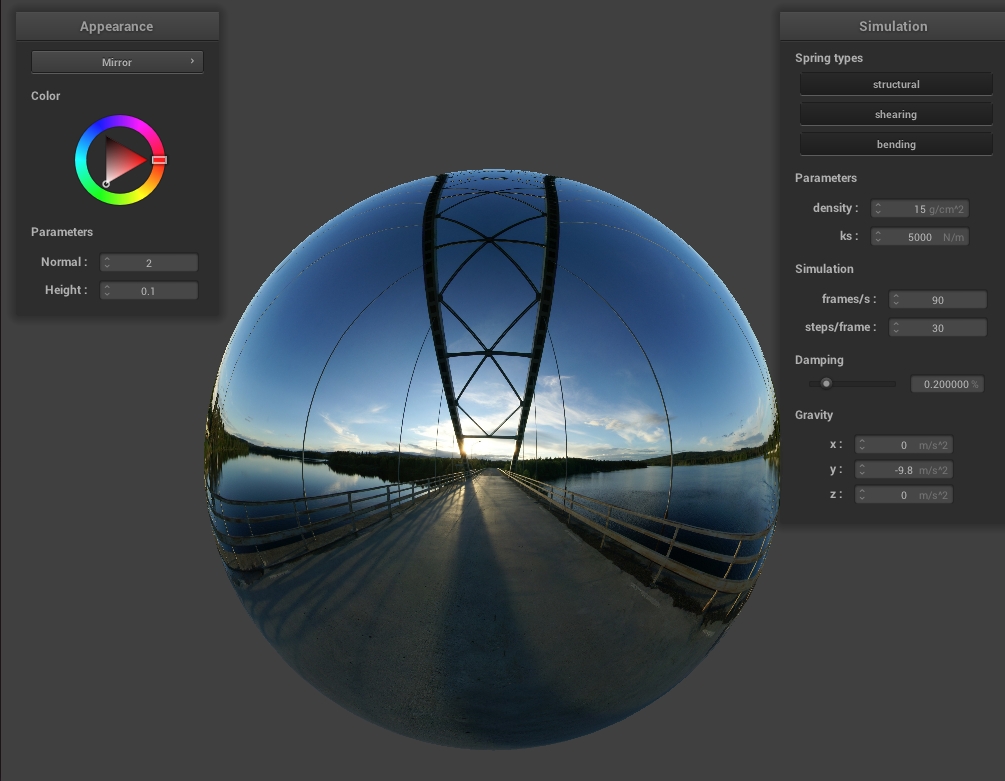 Appearance
Mirror
Color
Parameters
Normal : 2
Height : 0.1
Simulation
Spring types
structural
shearing
bending
Parameters
density : 15 g/cm^2
ks : 5000 N/m
Simulation
frames/s : 90
steps/frame : 30
Damping
0.200000 %
Gravity
x : 0 m/s^2
y : -9.8 m/s^2
z : 0 m/s^2